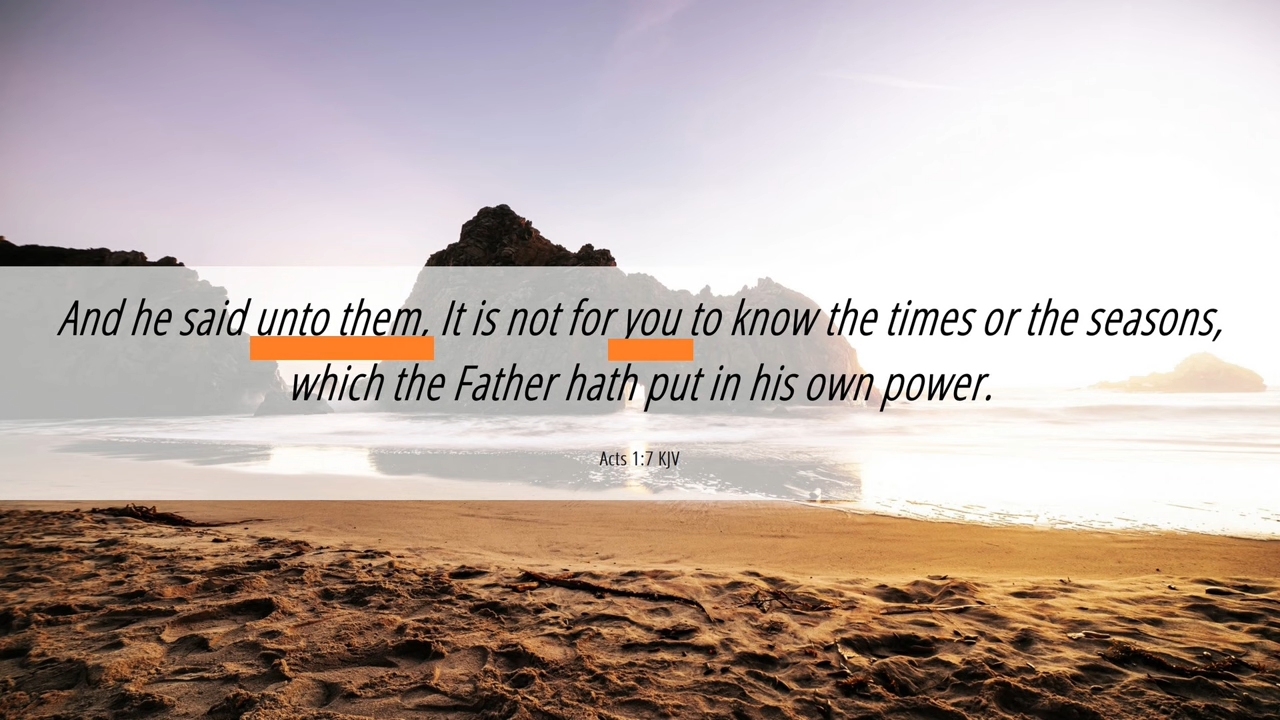 And he said unto them, It is not for you to know the times or the seasons,
which the Father hath put in his own power.
Acts 1:7 KJV